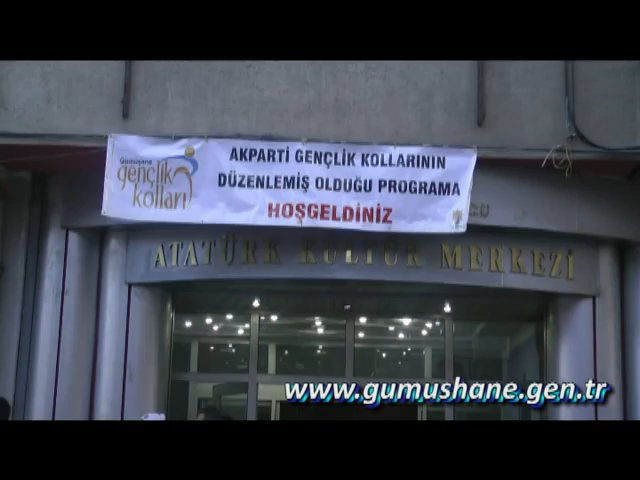 Gümüşhane
gençlik
kolları
AKPARTİ GENÇLİK KOLLARININ
DÜZENLEMİŞ OLDUĞU PROGRAMA
HOŞGELDİNİZ
ATATÜRK KÜLTÜR MERKEZİ
www.gumushane.gen.tr